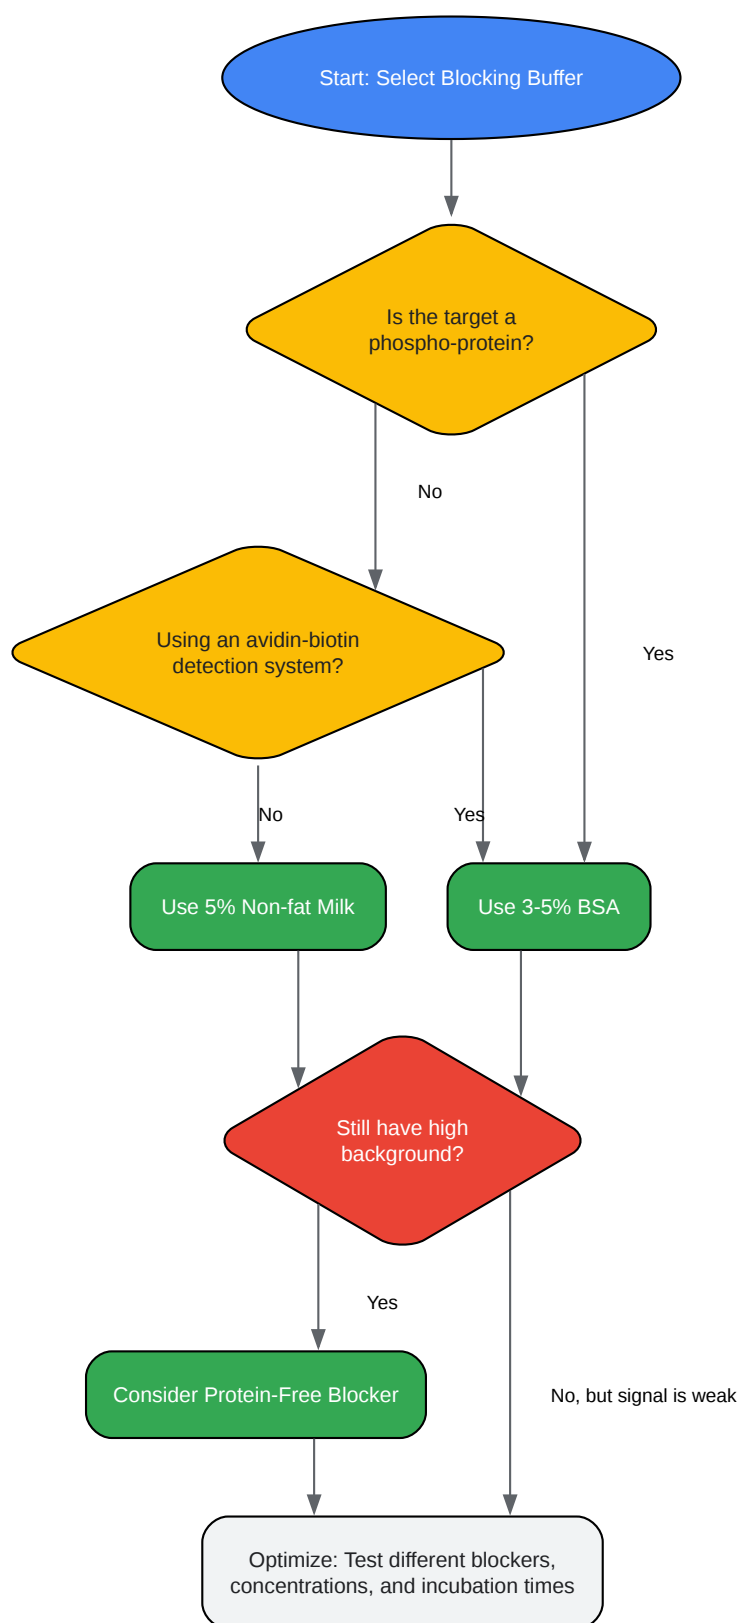 Start: Select Blocking Buffer
Is the target a
phospho-protein?
No
Using an avidin-biotin
detection system?
Yes
No
Yes
Use 5% Non-fat Milk
Use 3-5% BSA
Still have high
background?
Yes
Consider Protein-Free Blocker
No, but signal is weak
Optimize: Test different blockers,
concentrations, and incubation times